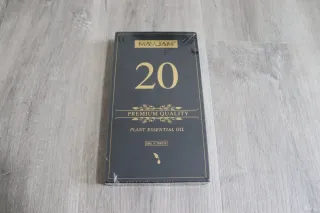 MAYJAM
20
PREMIUM QUALITY
PLANT ESSENTIAL OIL